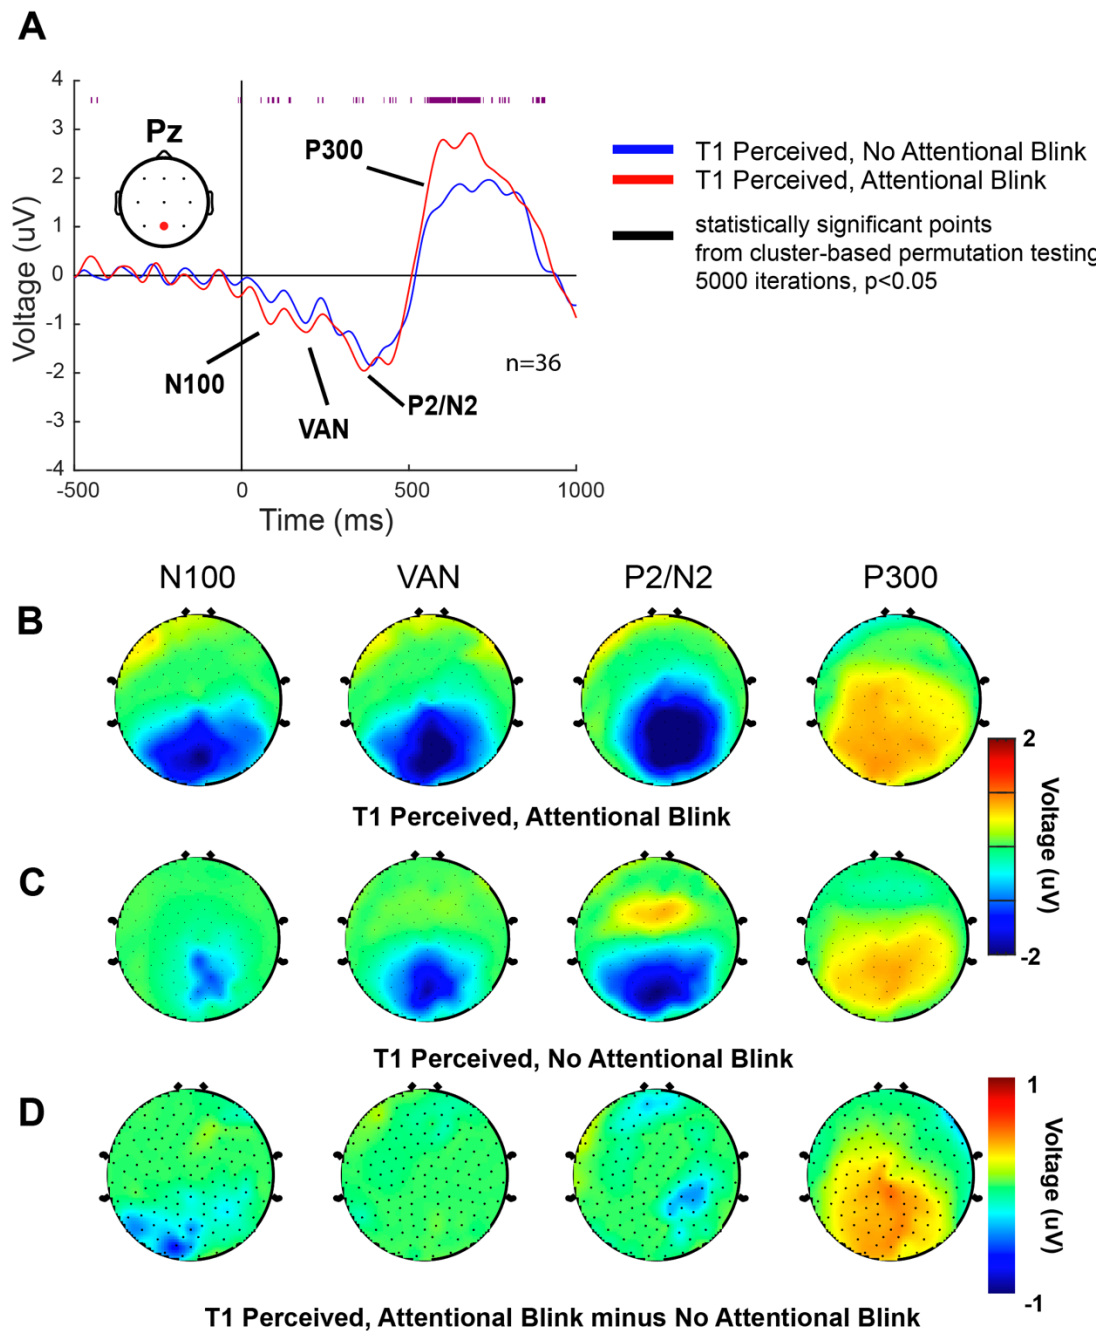 A
4
3
2
1
0
-1
-2
-3
-4
Voltage (uV)
-500
0
500
1000
Time (ms)
Pz
P300
N100
VAN
P2/N2
n=36
T1 Perceived, No Attentional Blink
T1 Perceived, Attentional Blink
statistically significant points
from cluster-based permutation testing
5000 iterations, p<0.05
N100 VAN P2/N2 P300
B
T1 Perceived, Attentional Blink
2
Voltage (uV)
-2
C
T1 Perceived, No Attentional Blink
D
1
Voltage (uV)
-1
T1 Perceived, Attentional Blink minus No Attentional Blink